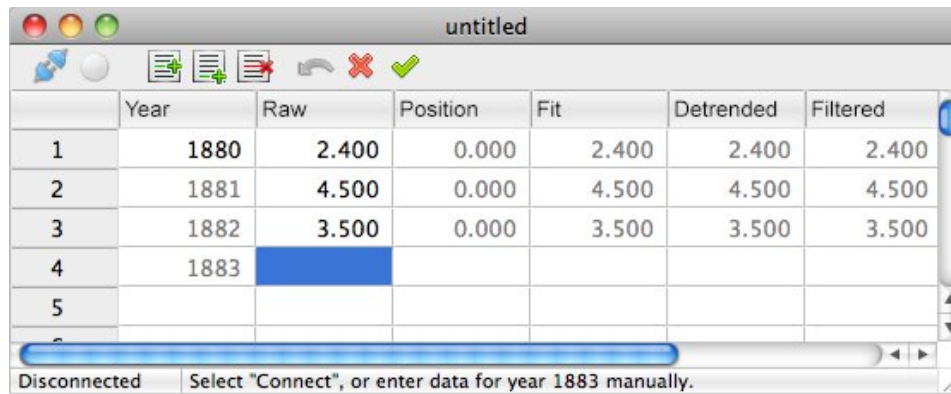 untitled
Year Raw Position Fit Detrended Filtered
1 1880 2.400 0.000 2.400 2.400 2.400
2 1881 4.500 0.000 4.500 4.500 4.500
3 1882 3.500 0.000 3.500 3.500 3.500
4 1883
5
Disconnected Select "Connect", or enter data for year 1883 manually.